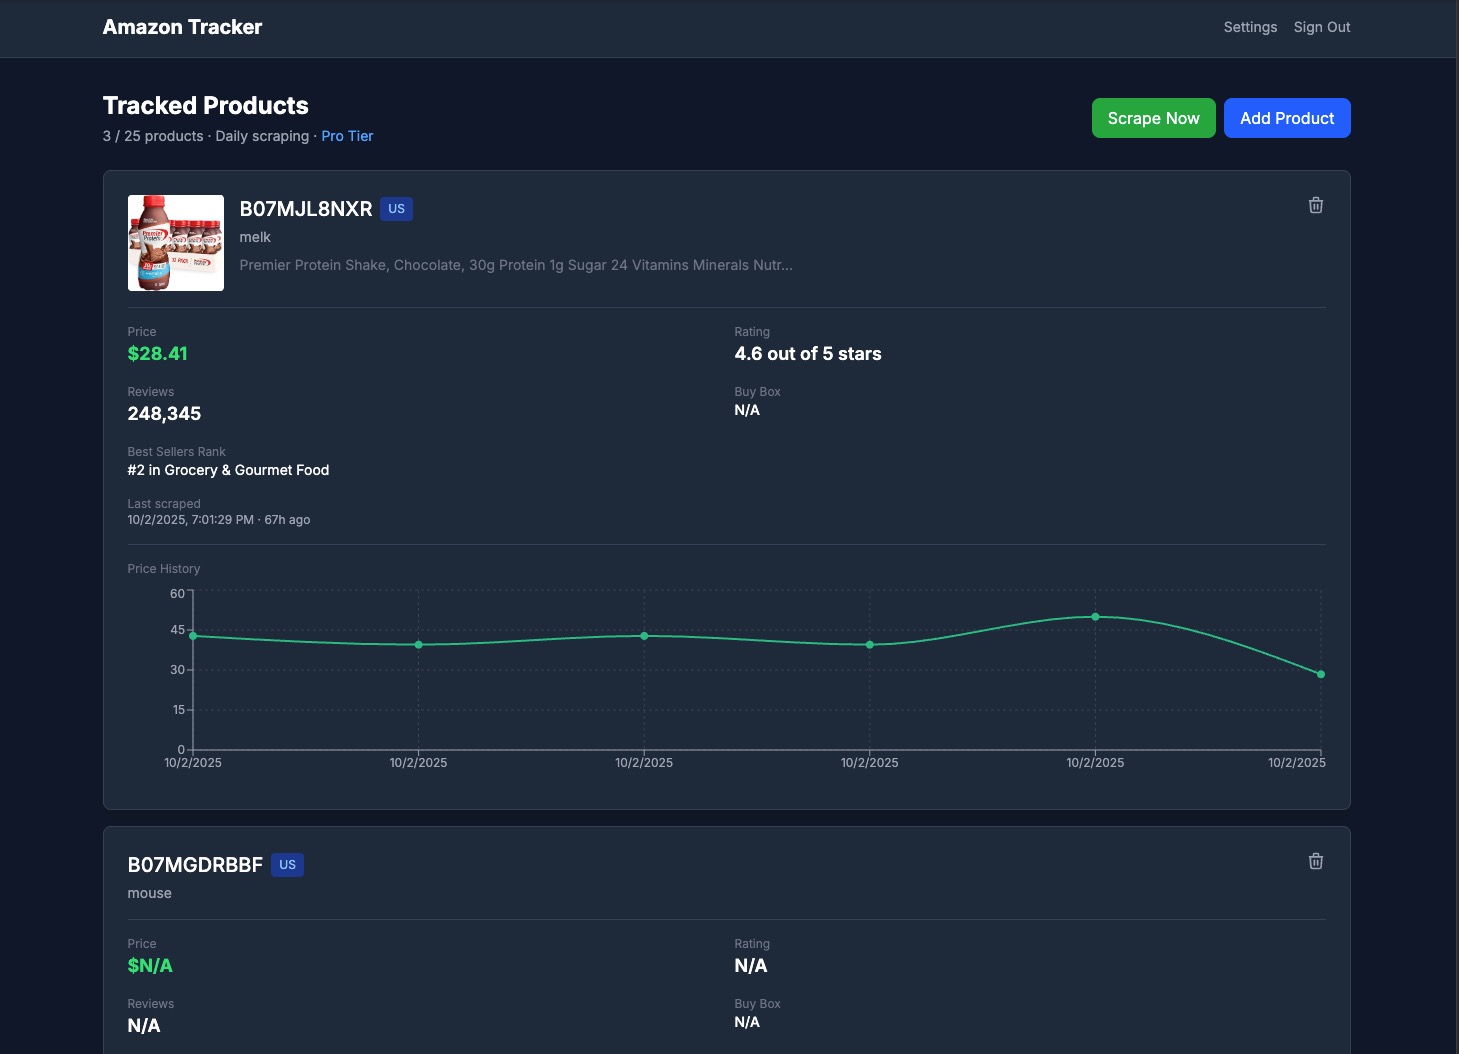 Amazon Tracker
Settings
Sign Out
Tracked Products
3 / 25 products · Daily scraping · Pro Tier
Scrape Now
Add Product
B07MJL8NXR
US
melk
Premier Protein Shake, Chocolate, 30g Protein 1g Sugar 24 Vitamins Minerals Nutr...
Premier
Protein
Price
$28.41
Rating
4.6 out of 5 stars
Reviews
248,345
Buy Box
N/A
Best Sellers Rank
#2 in Grocery & Gourmet Food
Last scraped
10/2/2025, 7:01:29 PM · 67h ago
Price History
60
45
30
15
0
10/2/2025
10/2/2025
10/2/2025
10/2/2025
10/2/2025
10/2/2025
B07MGDRBBF
US
mouse
Price
$N/A
Rating
N/A
Reviews
N/A
Buy Box
N/A